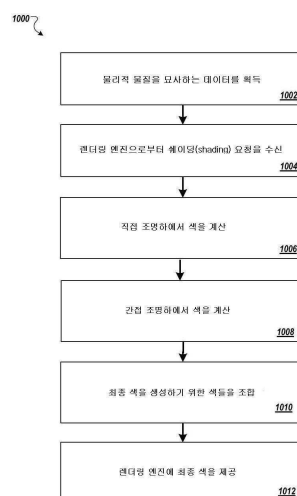 1000
물리적 물질을 묘사하는 데이터를 획득
1002
렌더링 엔진으로부터 쉐이딩(shading) 요청을 수신
1004
직접 조명하에서 색을 계산
1006
간접 조명하에서 색을 계산
1008
최종 색을 생성하기 위한 색들을 조합
1010
렌더링 엔진에 최종 색을 제공
1012